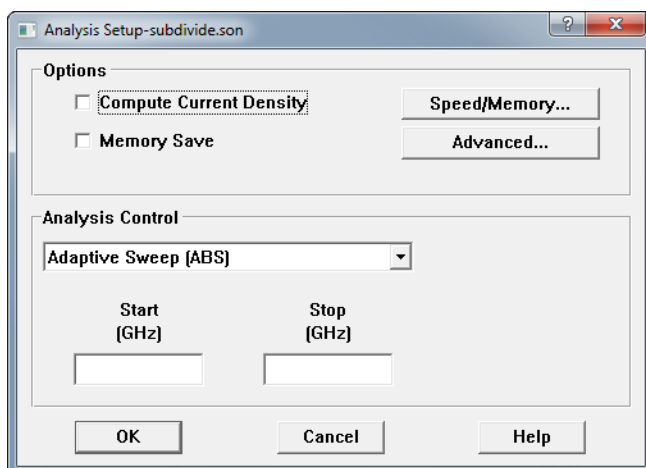 Analysis Setup-subdivide.son
Options
Compute Current Density
Speed/Memory...
Memory Save
Advanced...
Analysis Control
Adaptive Sweep (ABS)
Start Stop
(GHz) (GHz)
OK Cancel Help